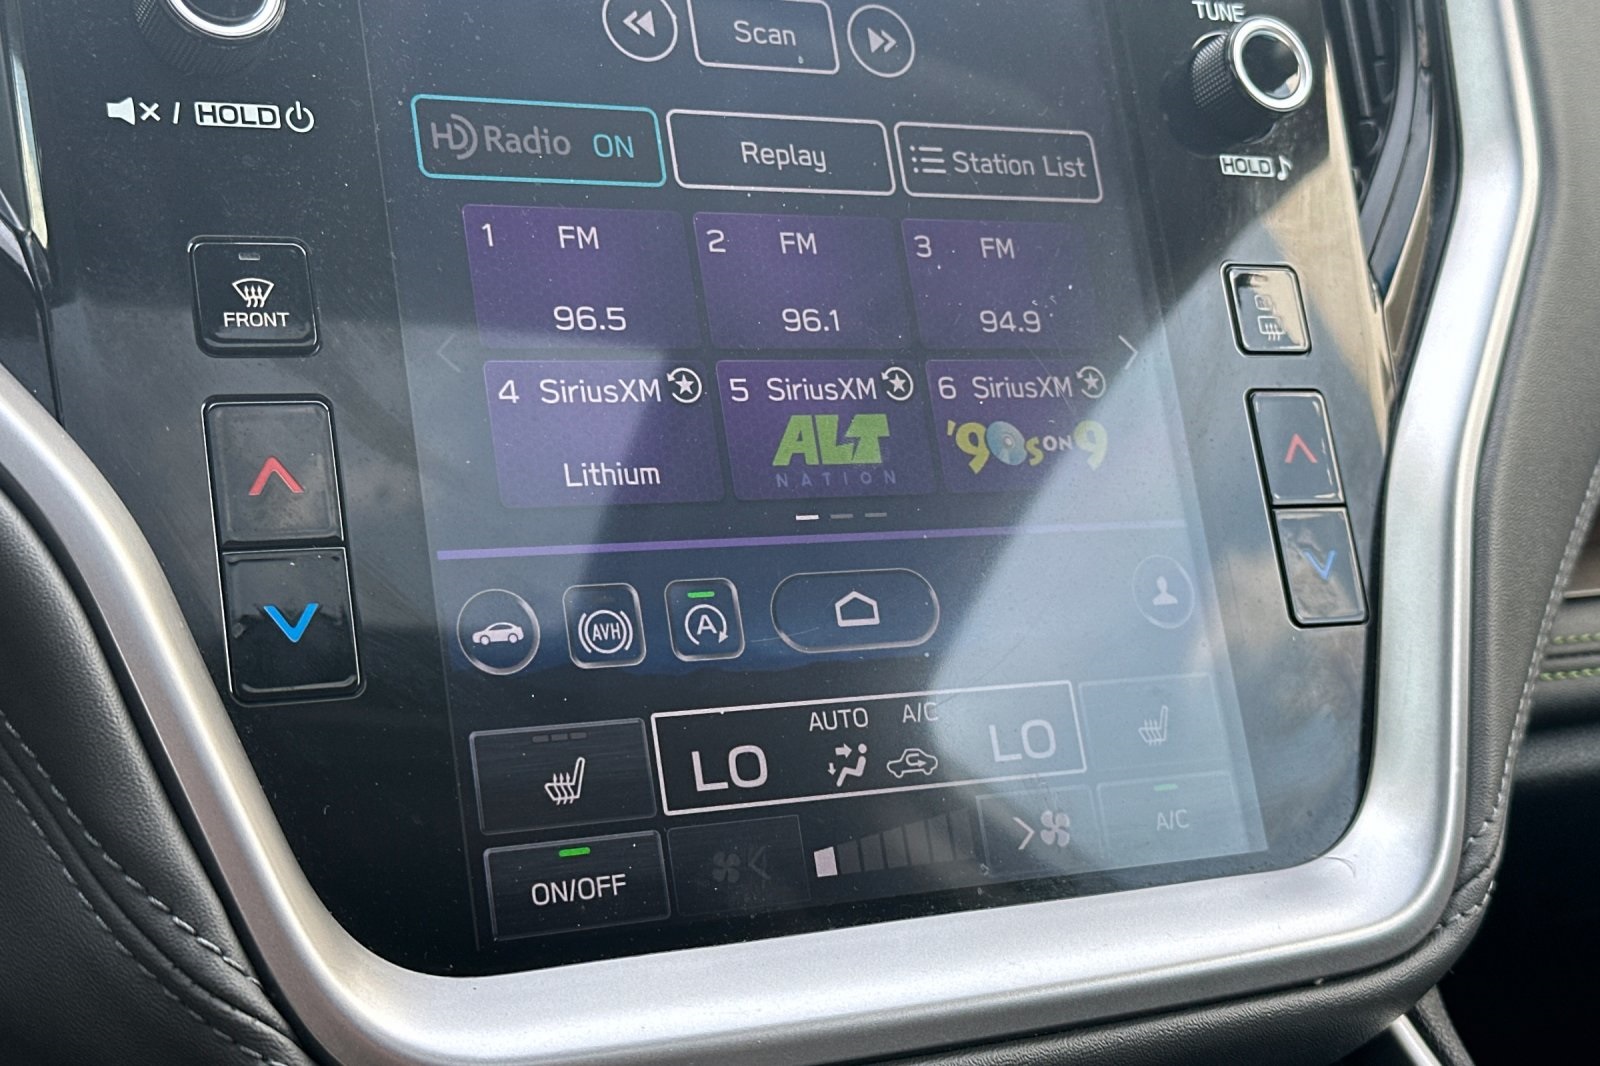 TUNE
Scan
/ HOLD
HD Radio ON
Replay
Station List
HOLD
1 FM
96.5
2 FM
96.1
3 FM
94.9
FRONT
4 SiriusXM
Lithium
5 SiriusXM
ALT
NATION
6 SiriusXM
'90s ON 9
AVH
A
AUTO A/C
LO
LO
ON/OFF
A/C